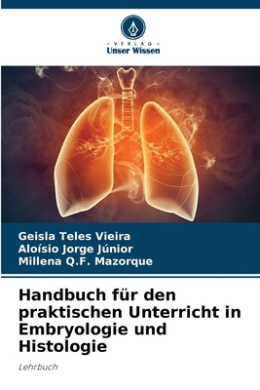 VERLAG
Unser Wissen
Geisla Teles Vieira
Aloísio Jorge Júnior
Millena Q.F. Mazorque
Handbuch für den
praktischen Unterricht in
Embryologie und
Histologie
Lehrbuch